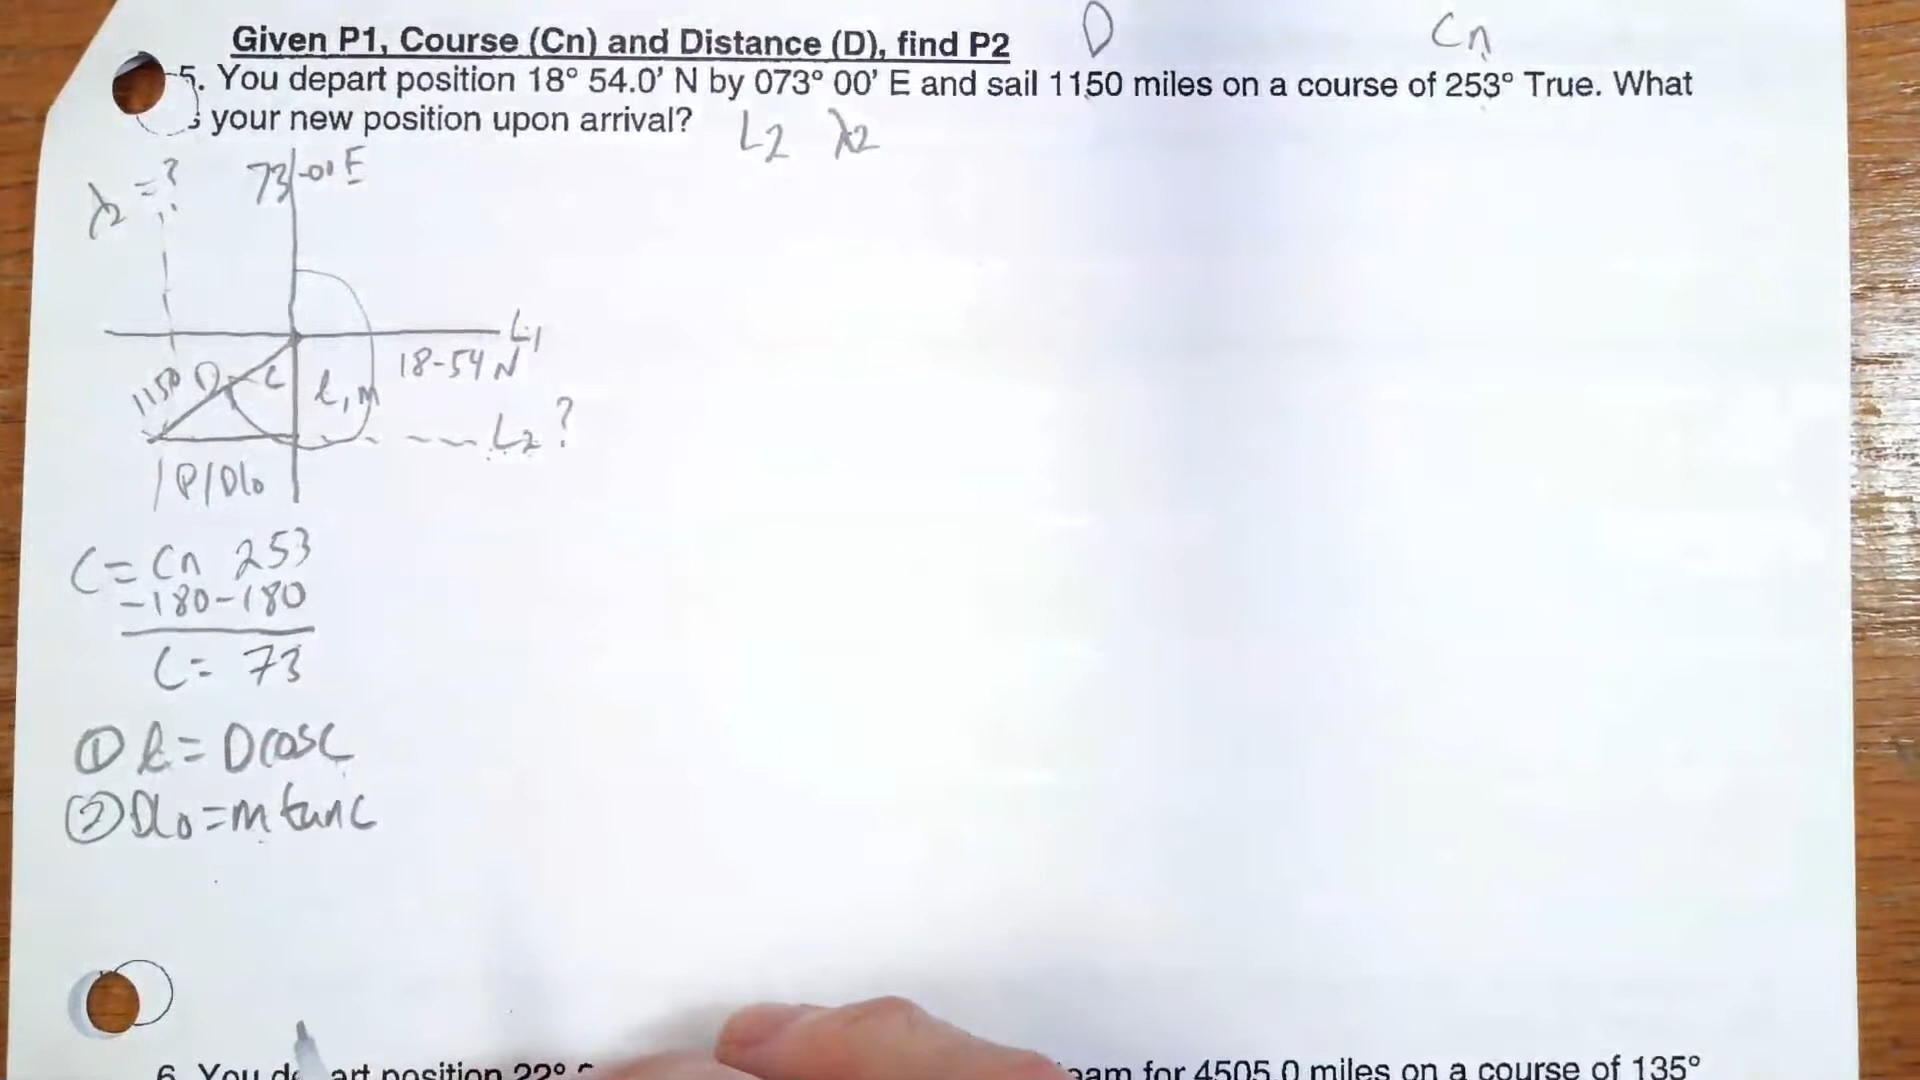 D
Cn
Given P1, Course (Cn) and Distance (D), find P2
5. You depart position 18° 54.0' N by 073° 00' E and sail 1150 miles on a course of 253° True. What
s your new position upon arrival?
L2 λ2
λ2 = ?
73-00 E
L1
18-54 N
1150 D
C
l, m
L2 ?
P/Dlo
C = Cn 253
-180 -180
C = 73
① l = D cos C
② Dlo = m tan C
6. You de art position 22°
eam for 4505.0 miles on a course of 135°